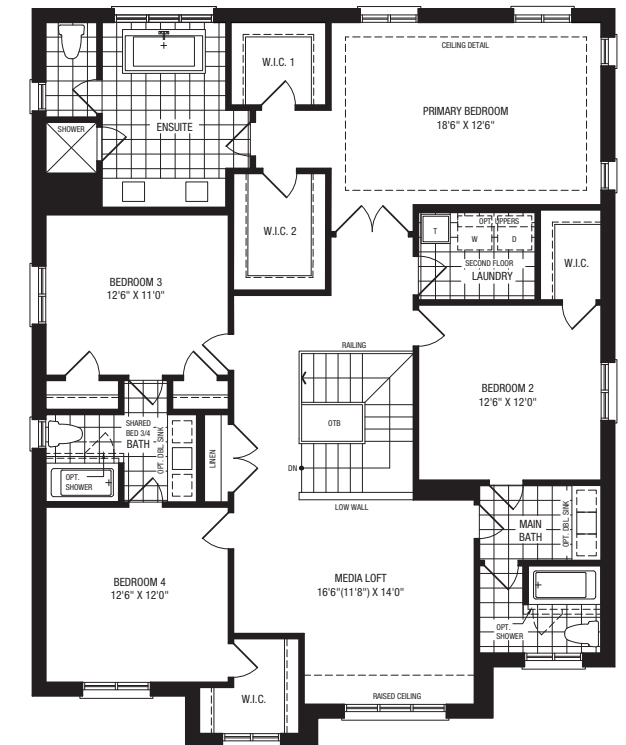 CEILING DETAIL
W.I.C. 1
PRIMARY BEDROOM
18'6" X 12'6"
SHOWER
ENSUITE
W.I.C. 2
T
OPT. UPPERS
W
D
SECOND FLOOR
LAUNDRY
W.I.C.
BEDROOM 3
12'6" X 11'0"
RAILING
BEDROOM 2
12'6" X 12'0"
SHARED
BED 3/4
BATH
OPT. DBL SINK
LINEN
OTB
DN
OPT.
SHOWER
LOW WALL
MAIN
BATH
OPT. DBL SINK
BEDROOM 4
12'6" X 12'0"
MEDIA LOFT
16'6"(11'8") X 14'0"
OPT.
SHOWER
W.I.C.
RAISED CEILING